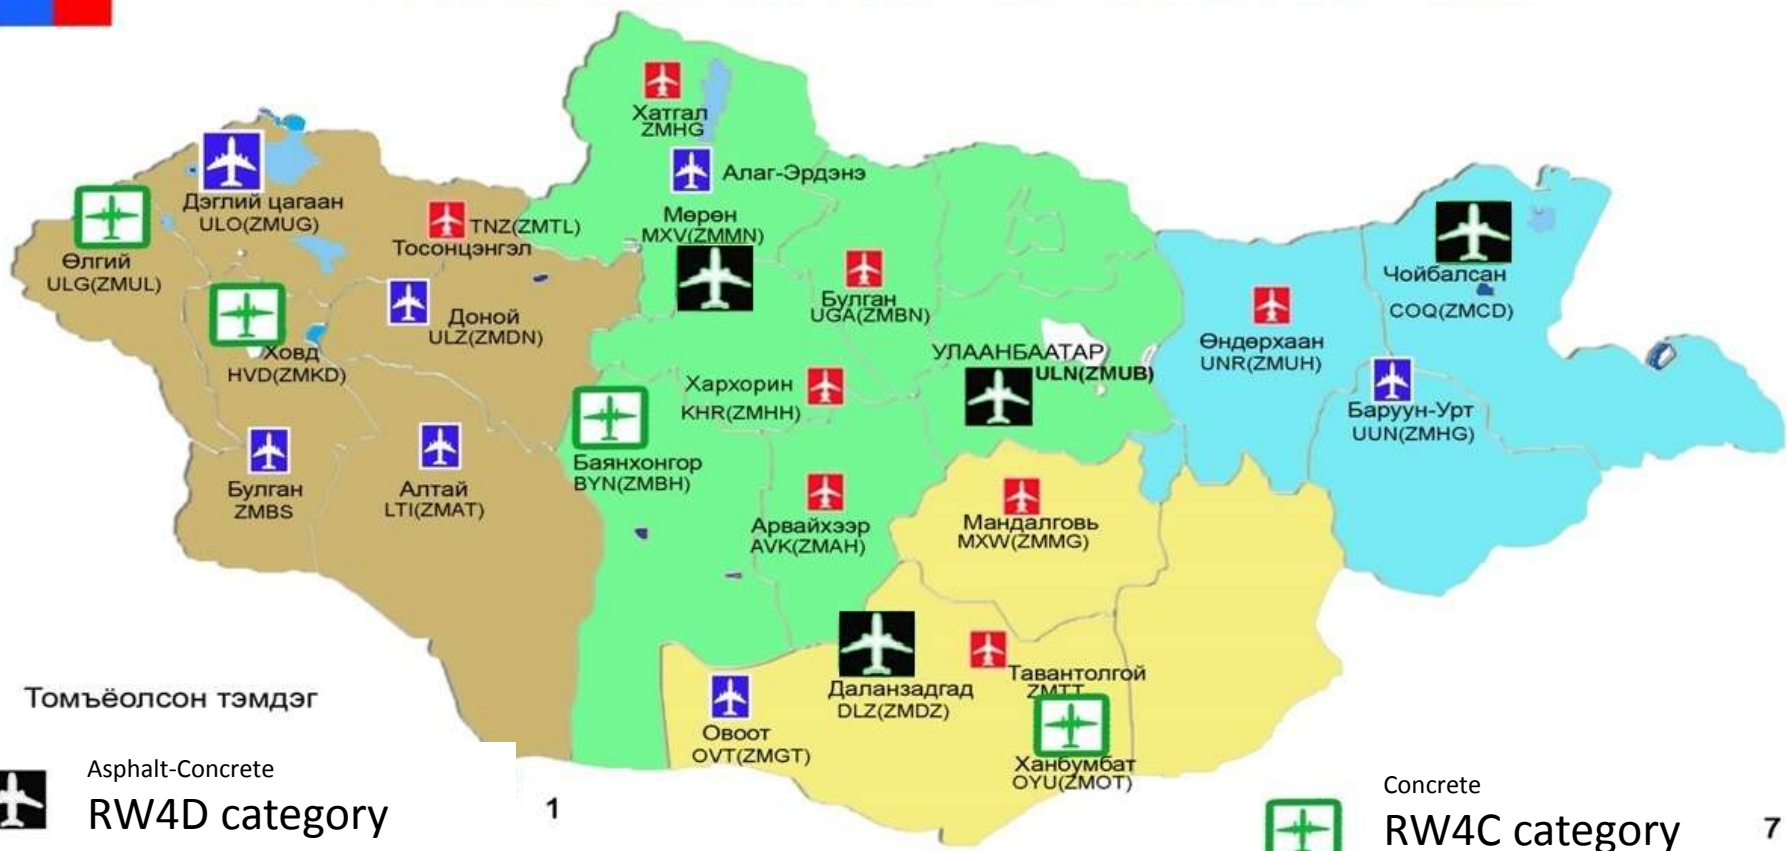 Хатгал
ZMHG
Алаг-Эрдэнэ
Дэглий цагаан
ULO(ZMUG)
TNZ(ZMTL)
Тосонцэнгэл
Мөрөн
MXV(ZMMN)
Өлгий
ULG(ZMUL)
Чойбалсан
COQ(ZMCD)
Булган
UGA(ZMBN)
Доной
ULZ(ZMDN)
Өндөрхаан
UNR(ZMUH)
Ховд
HVD(ZMKD)
УЛААНБААТАР
ULN(ZMUB)
Хархорин
KHR(ZMHH)
Баруун-Урт
UUN(ZMHG)
Баянхонгор
BYN(ZMBH)
Булган
ZMBS
Алтай
LTI(ZMAT)
Арвайхээр
AVK(ZMAH)
Мандалговь
MXW(ZMMG)
Тавантолгой
ZMTT
Даланзадгад
DLZ(ZMDZ)
Овоот
OVT(ZMGT)
Ханбумбат
OYU(ZMOT)
Томъёолсон тэмдэг
Asphalt-Concrete
RW4D category
1
Concrete
RW4C category
7